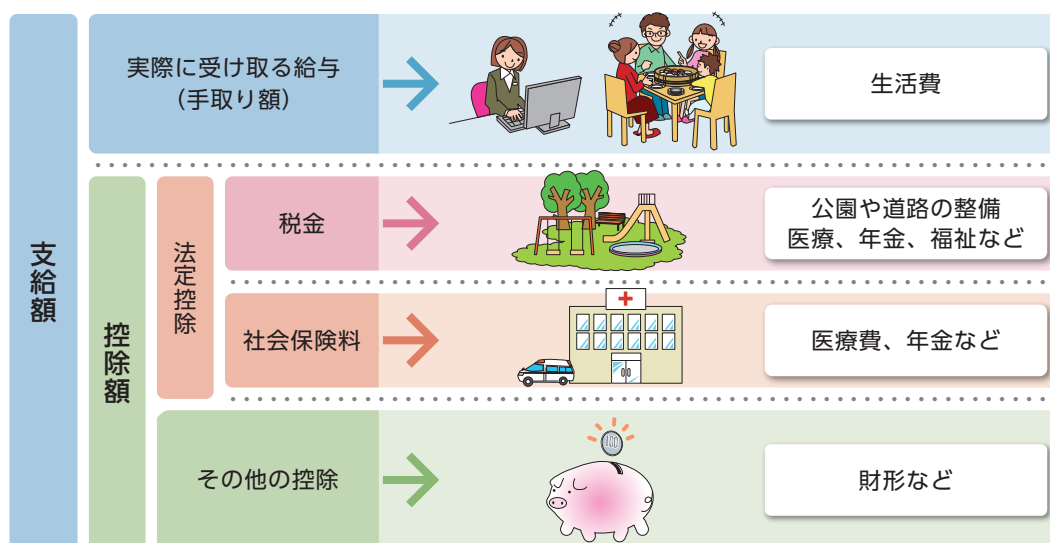 支給額
実際に受け取る給与
（手取り額）
生活費
控除額
法定控除
税金
公園や道路の整備
医療、年金、福祉など
社会保険料
医療費、年金など
その他の控除
100
財形など